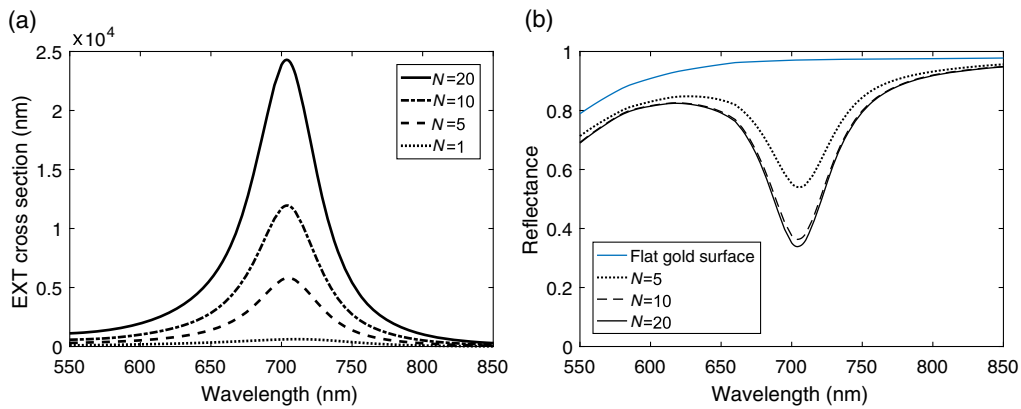 (a)
×10⁴
2.5
2
1.5
1
0.5
0
550 600 650 700 750 800 850
Wavelength (nm)
EXT cross section (nm)
N=20
N=10
N=5
N=1
(b)
1
0.8
0.6
0.4
0.2
0
550 600 650 700 750 800 850
Wavelength (nm)
Reflectance
Flat gold surface
N=5
N=10
N=20